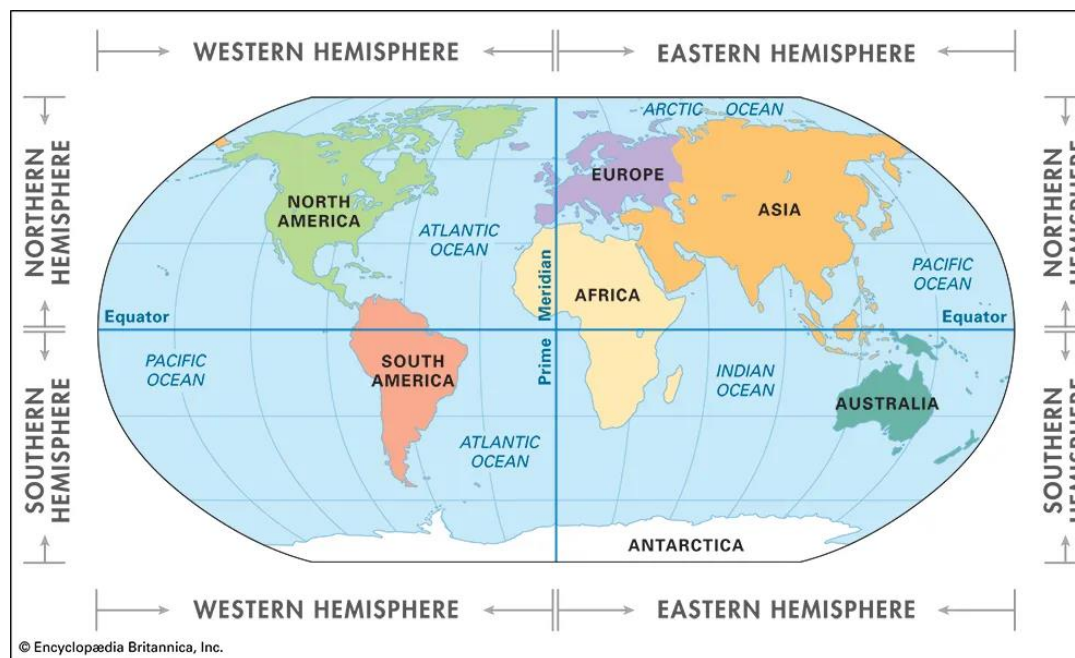 WESTERN HEMISPHERE
EASTERN HEMISPHERE
NORTHERN
HEMISPHERE
NORTHERN
HEMISPHERE
ARCTIC OCEAN
EUROPE
NORTH
AMERICA
ASIA
ATLANTIC
OCEAN
PACIFIC
OCEAN
AFRICA
Meridian
Equator
Equator
Prime
PACIFIC
OCEAN
SOUTH
AMERICA
INDIAN
OCEAN
AUSTRALIA
ATLANTIC
OCEAN
SOUTHERN
HEMISPHERE
SOUTHERN
HEMISPHERE
ANTARCTICA
WESTERN HEMISPHERE
EASTERN HEMISPHERE
© Encyclopædia Britannica, Inc.